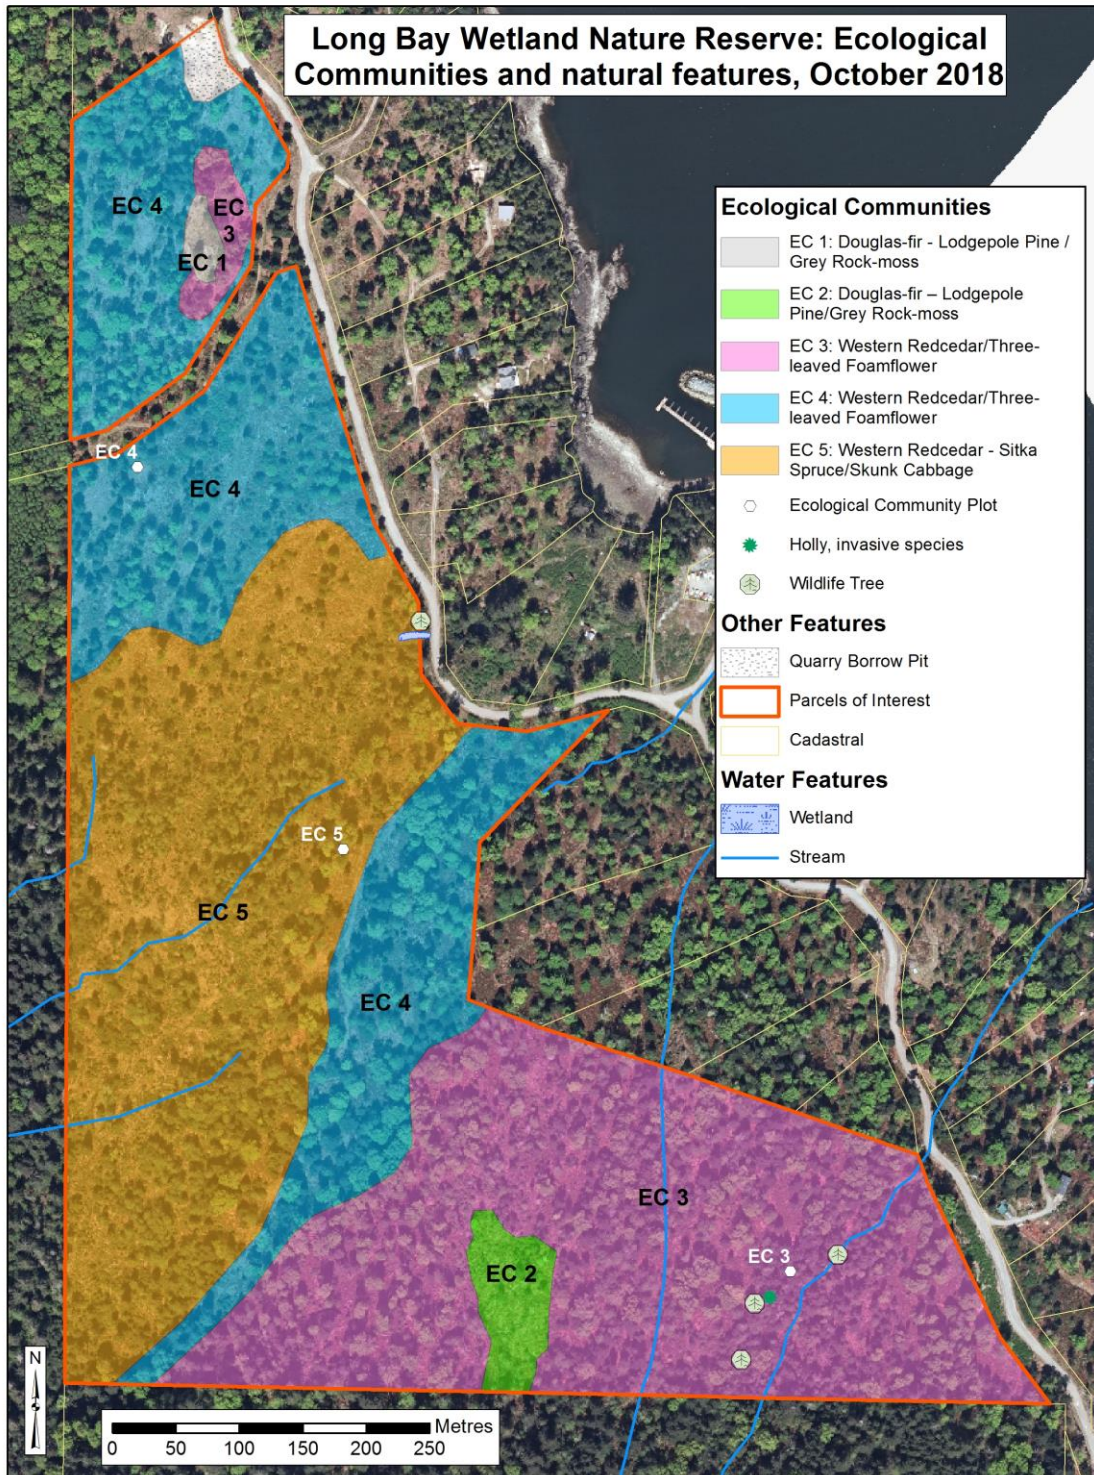 Long Bay Wetland Nature Reserve: Ecological
Communities and natural features, October 2018
EC 4
EC
3
EC 1
EC 4
EC 4
EC 5
EC 5
EC 4
EC 3
EC 3
EC 2
Ecological Communities
EC 1: Douglas-fir - Lodgepole Pine /
Grey Rock-moss
EC 2: Douglas-fir – Lodgepole
Pine/Grey Rock-moss
EC 3: Western Redcedar/Three-
leaved Foamflower
EC 4: Western Redcedar/Three-
leaved Foamflower
EC 5: Western Redcedar - Sitka
Spruce/Skunk Cabbage
Ecological Community Plot
Holly, invasive species
Wildlife Tree
Other Features
Quarry Borrow Pit
Parcels of Interest
Cadastral
Water Features
Wetland
Stream
N
Metres
0 50 100 150 200 250